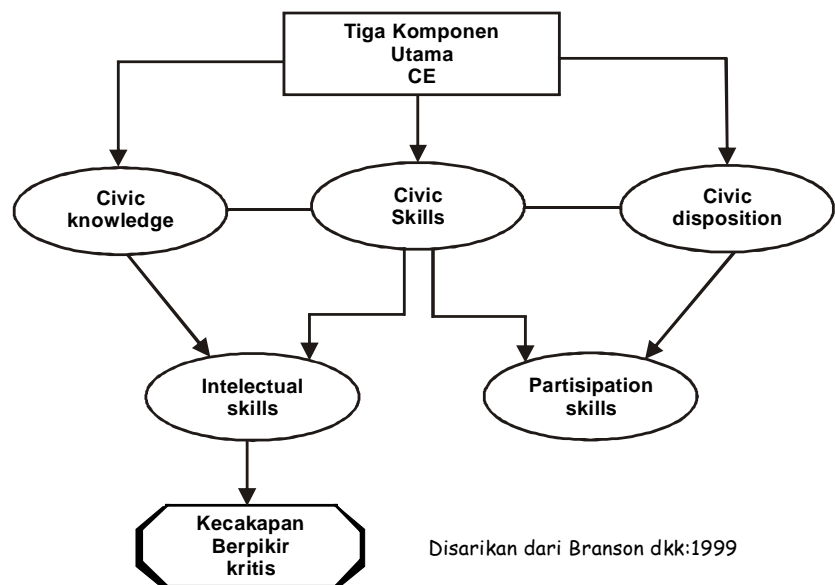 Tiga Komponen
Utama
CE
Civic
knowledge
Civic
Skills
Civic
disposition
Intelectual
skills
Partisipation
skills
Kecakapan
Berpikir
kritis
Disarikan dari Branson dkk:1999